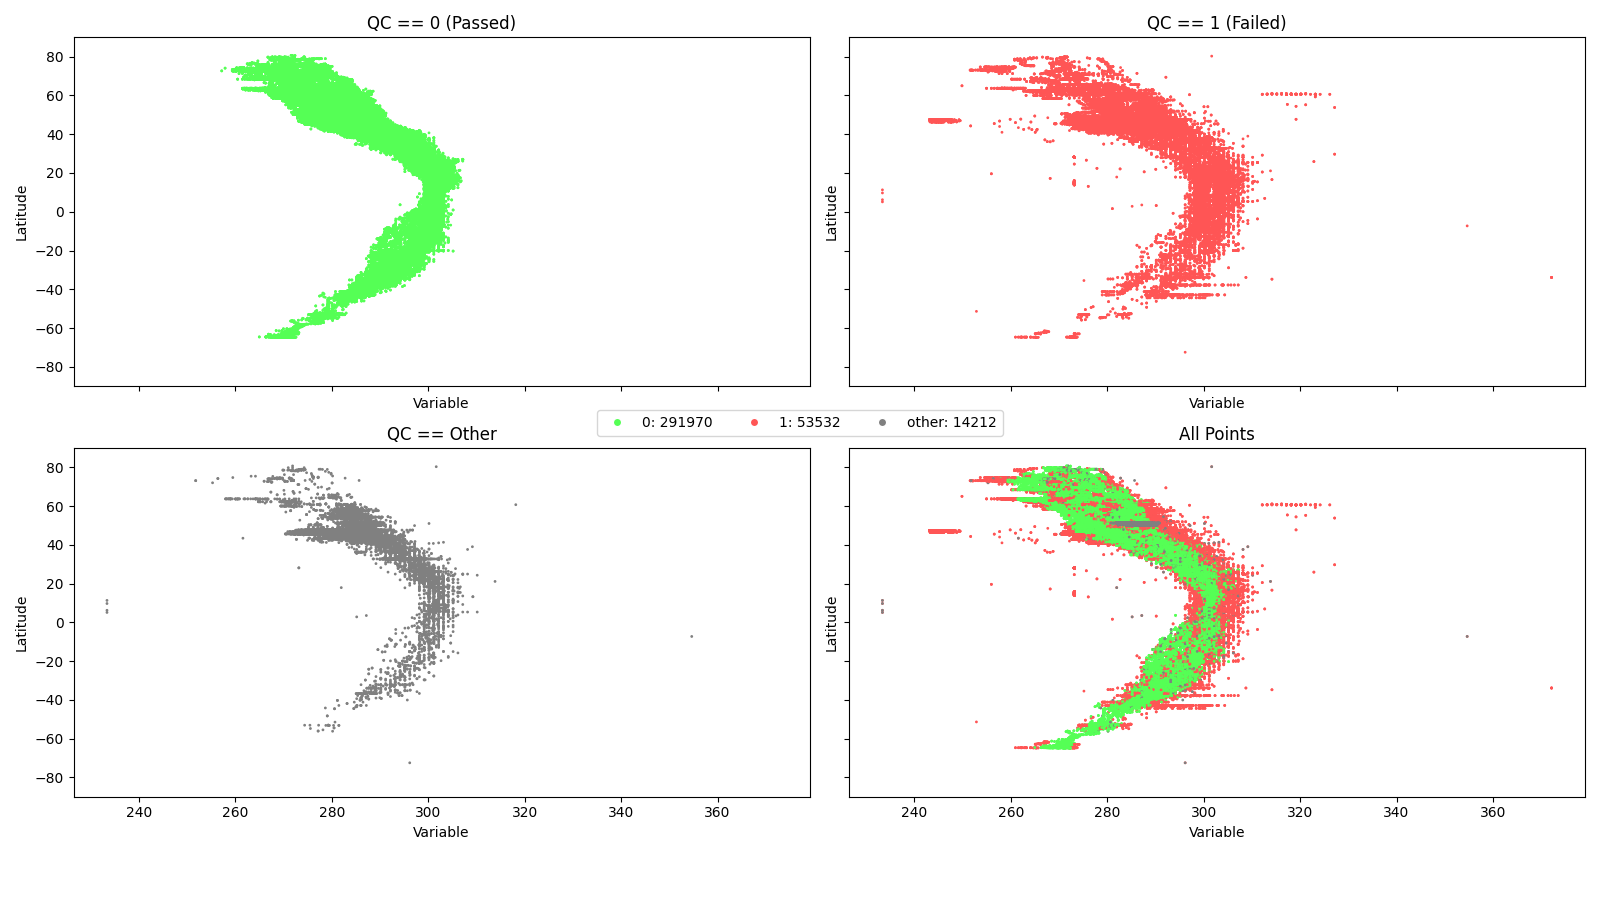 QC == 0 (Passed)
QC == 1 (Failed)
Latitude
80
60
40
20
0
−20
−40
−60
−80
Variable
Latitude
Variable
0: 291970
1: 53532
other: 14212
QC == Other
All Points
Latitude
80
60
40
20
0
−20
−40
−60
−80
240 260 280 300 320 340 360
Variable
Latitude
240 260 280 300 320 340 360
Variable